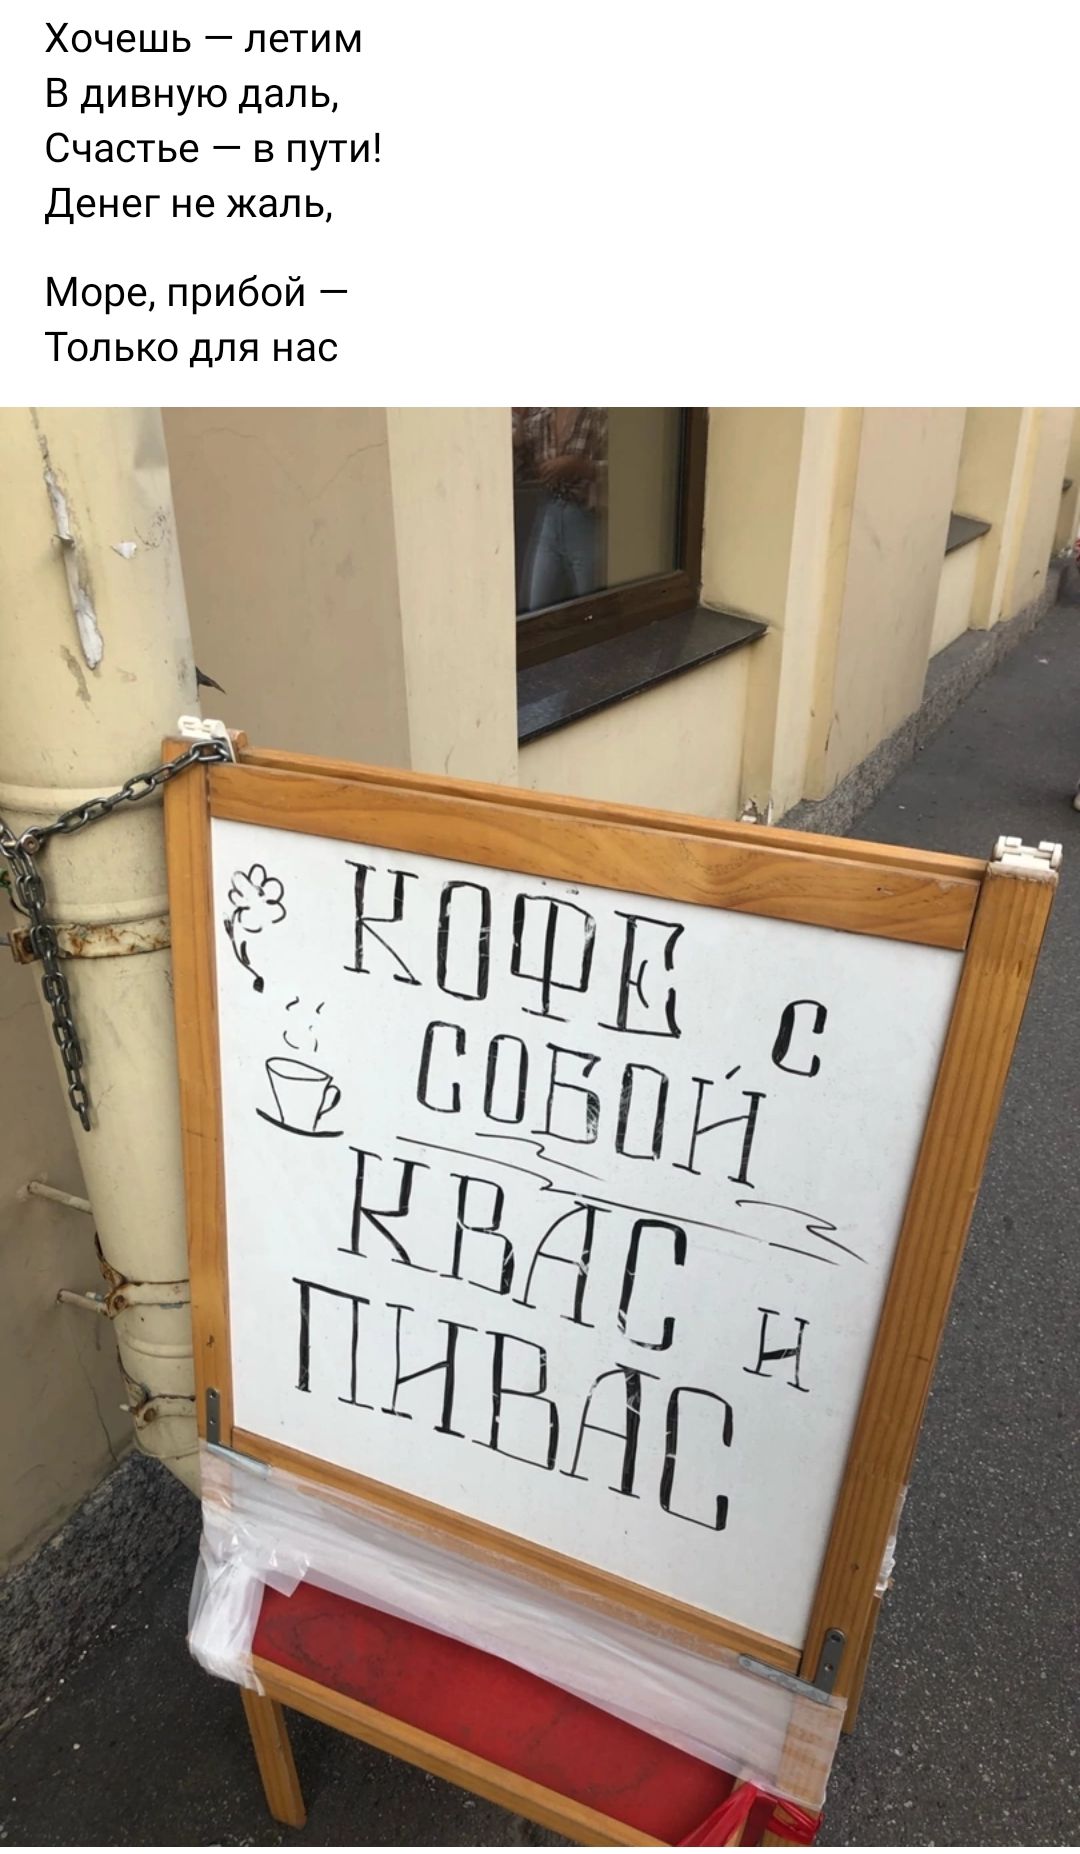 Хочешь — летим
В дивную даль,
Счастье — в пути!
Денег не жаль,
Море, прибой —
Только для нас
КОФЕ с
СОБОЙ
КВАС и
ПИВАС